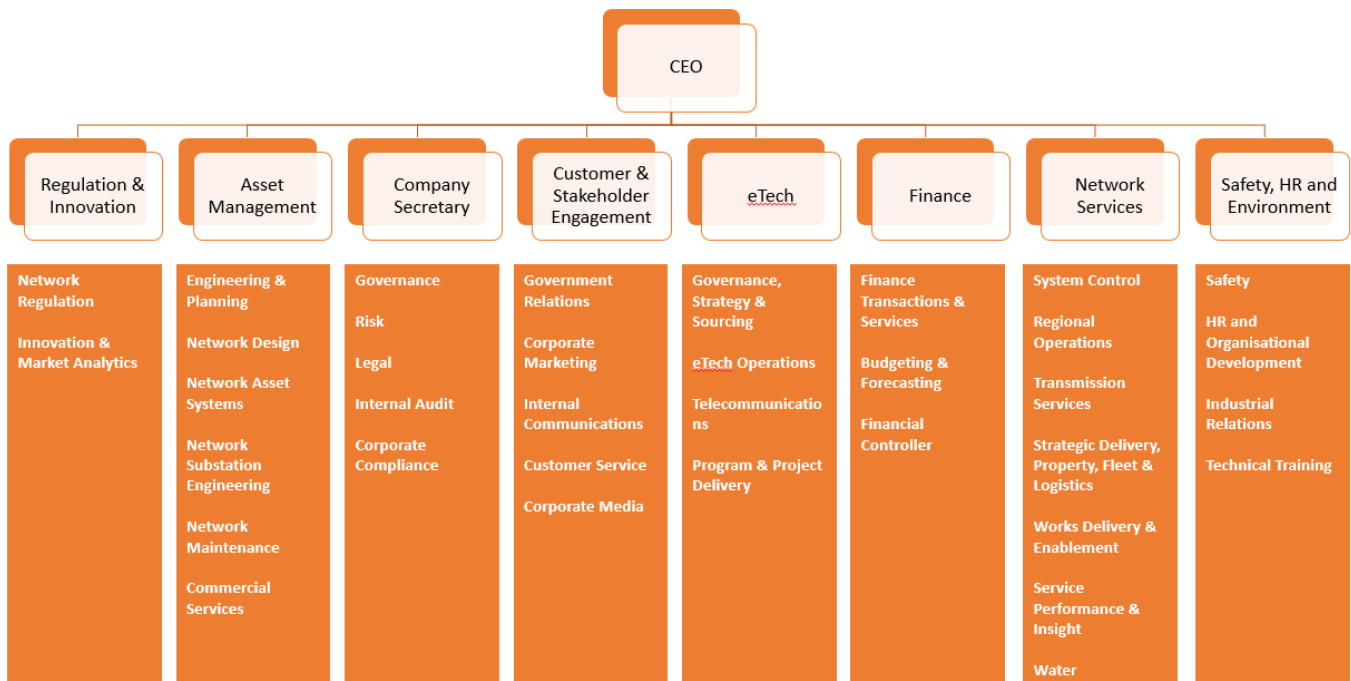 CEO
Regulation &
Innovation
Asset
Management
Company
Secretary
Customer &
Stakeholder
Engagement
eTech
Finance
Network
Services
Safety, HR and
Environment
Network
Regulation
Innovation &
Market Analytics
Engineering &
Planning
Network Design
Network Asset
Systems
Network
Substation
Engineering
Network
Maintenance
Commercial
Services
Governance
Risk
Legal
Internal Audit
Corporate
Compliance
Government
Relations
Corporate
Marketing
Internal
Communications
Customer Service
Corporate Media
Governance,
Strategy &
Sourcing
eTech Operations
Telecommunicatio
ns
Program & Project
Delivery
Finance
Transactions &
Services
Budgeting &
Forecasting
Financial
Controller
System Control
Regional
Operations
Transmission
Services
Strategic Delivery,
Property, Fleet &
Logistics
Works Delivery &
Enablement
Service
Performance &
Insight
Water
Safety
HR and
Organisational
Development
Industrial
Relations
Technical Training